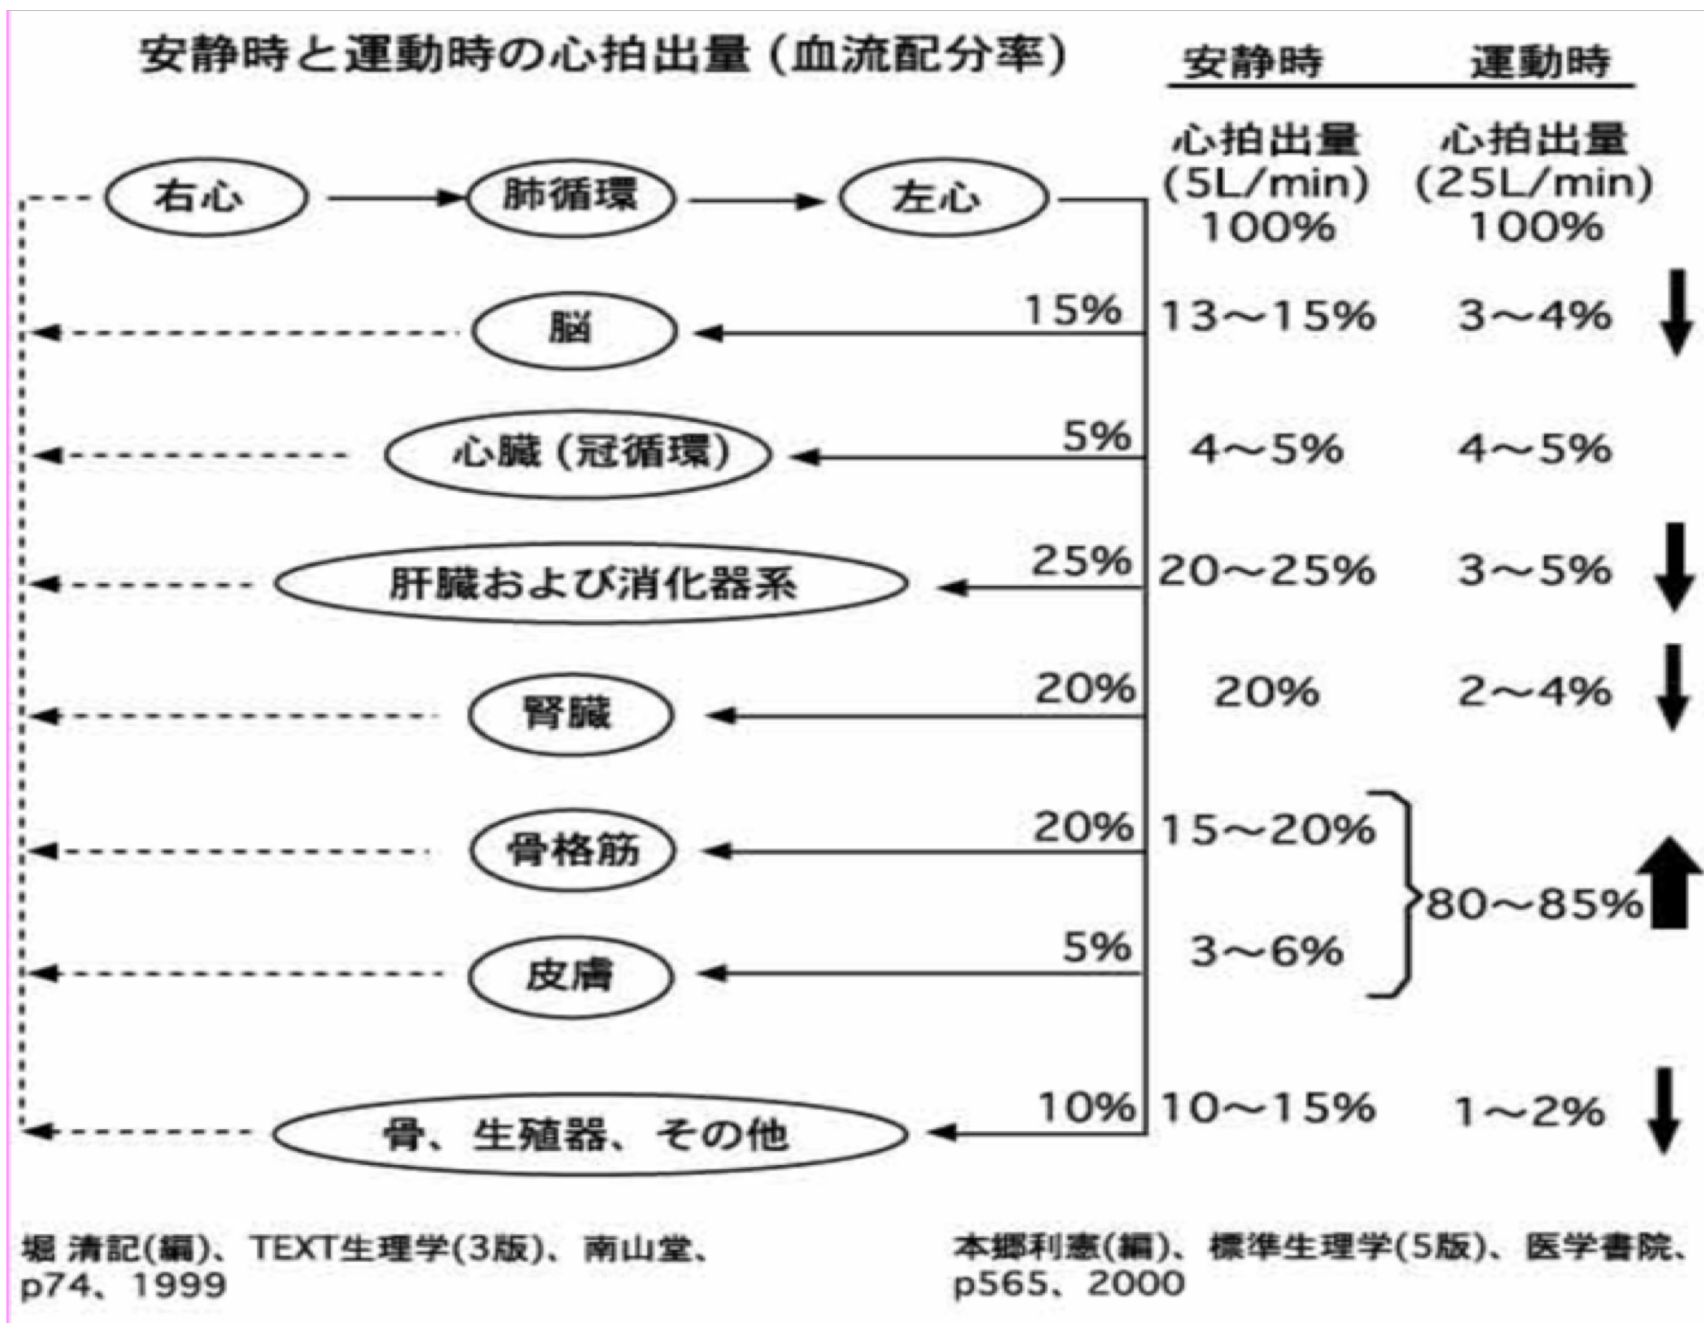 安静時と運動時の心拍出量 (血流配分率)
安静時 運動時
心拍出量 心拍出量
(5L/min) (25L/min)
100% 100%
右心 肺循環 左心
脳 15% 13〜15% 3〜4%
心臓 (冠循環) 5% 4〜5% 4〜5%
肝臓および消化器系 25% 20〜25% 3〜5%
腎臓 20% 20% 2〜4%
骨格筋 20% 15〜20%
80〜85%
皮膚 5% 3〜6%
骨、生殖器、その他 10% 10〜15% 1〜2%
堀 清記(編)、TEXT生理学(3版)、南山堂、
p74、1999
本郷利憲(編)、標準生理学(5版)、医学書院、
p565、2000